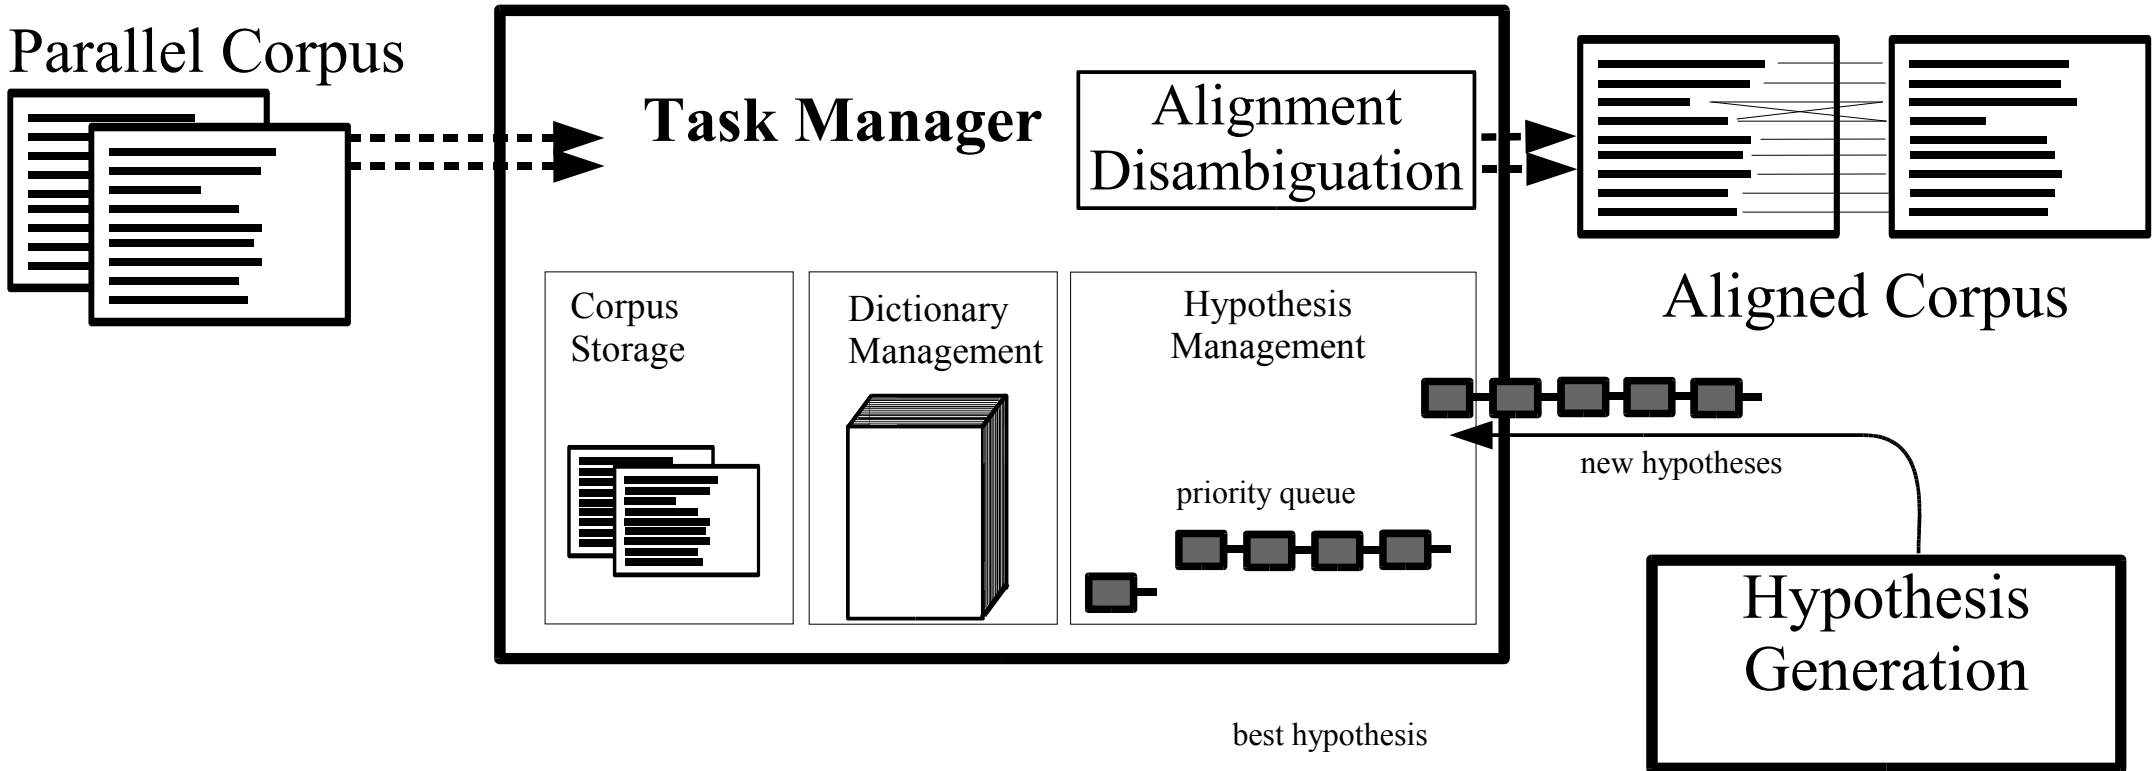 Parallel Corpus
Task Manager
Alignment
Disambiguation
Aligned Corpus
Corpus
Storage
Dictionary
Management
Hypothesis
Management
new hypotheses
priority queue
Hypothesis
Generation
best hypothesis